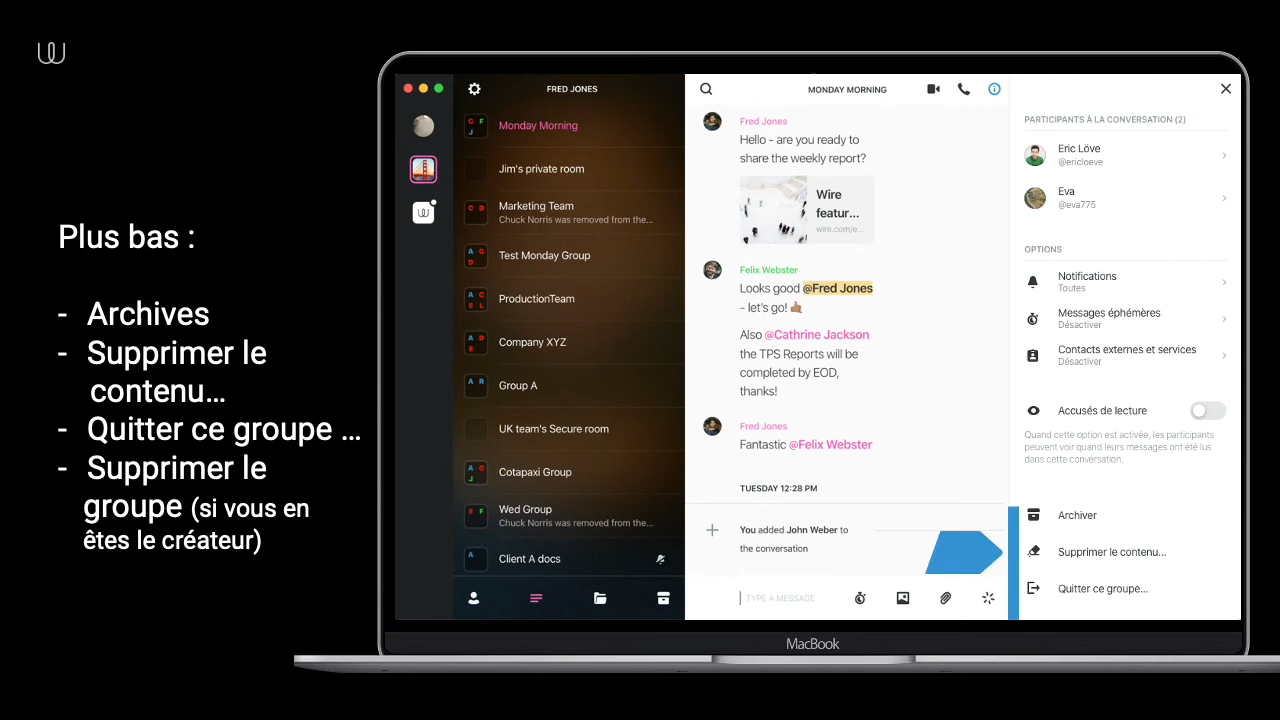 Plus bas :
- Archives
- Supprimer le
contenu…
- Quitter ce groupe …
- Supprimer le
groupe (si vous en
êtes le créateur)
FRED JONES
G F
J
Monday Morning
Jim's private room
C D
Marketing Team
Chuck Norris was removed from the...
A G
D
Test Monday Group
A C
E L
ProductionTeam
A D
E
Company XYZ
A R
Group A
UK team's Secure room
A D
J
Cotapaxi Group
E F
Wed Group
Chuck Norris was removed from the...
A
Client A docs
MONDAY MORNING
Fred Jones
Hello - are you ready to
share the weekly report?
Wire
featur...
wire.com/e...
Felix Webster
Looks good @Fred Jones
- let's go! 🤙🏽
Also @Cathrine Jackson
the TPS Reports will be
completed by EOD,
thanks!
Fred Jones
Fantastic @Felix Webster
TUESDAY 12:28 PM
You added John Weber to
the conversation
TYPE A MESSAGE
PARTICIPANTS À LA CONVERSATION (2)
Eric Löve
@ericloeve
Eva
@eva775
OPTIONS
Notifications
Toutes
Messages éphémères
Désactiver
Contacts externes et services
Désactiver
Accusés de lecture
Quand cette option est activée, les participants
peuvent voir quand leurs messages ont été lus
dans cette conversation.
Archiver
Supprimer le contenu...
Quitter ce groupe...
MacBook